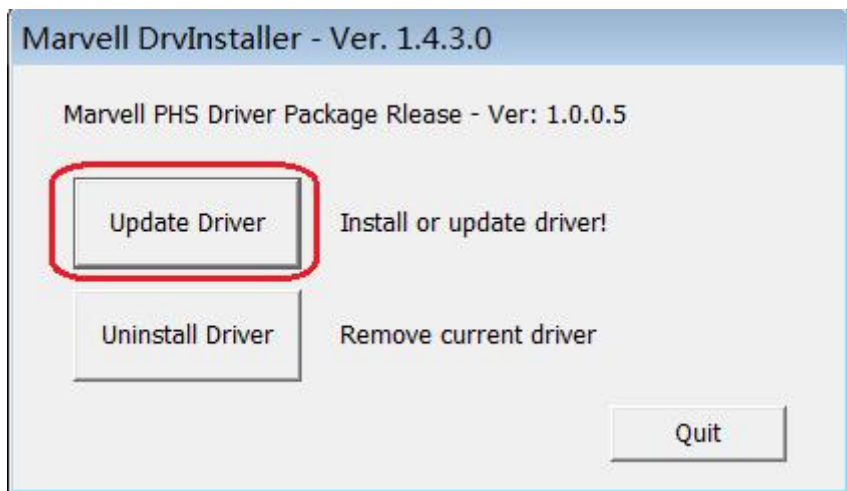 Marvell DrvInstaller - Ver. 1.4.3.0
Marvell PHS Driver Package Rlease - Ver: 1.0.0.5
Update Driver Install or update driver!
Uninstall Driver Remove current driver
Quit